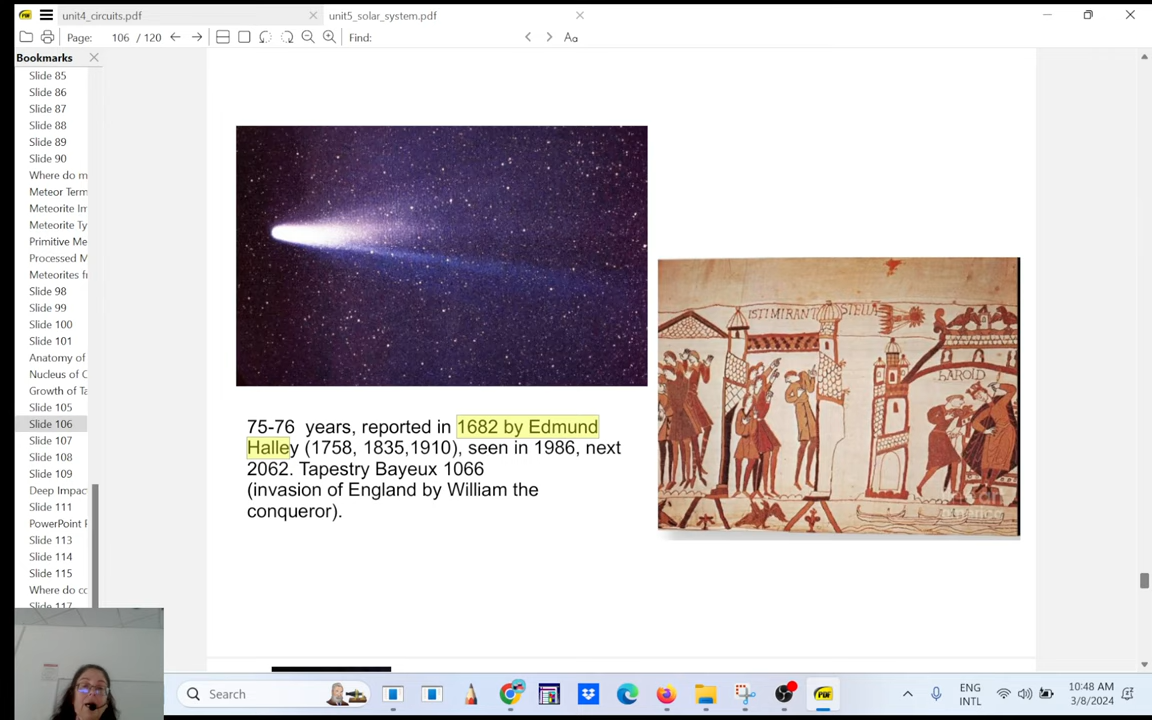 unit4_circuits.pdf
unit5_solar_system.pdf
Page: 106 / 120
Find:
Aa
Bookmarks
Slide 85
Slide 86
Slide 87
Slide 88
Slide 89
Slide 90
Where do m
Meteor Term
Meteorite Im
Meteorite Ty
Primitive Me
Processed M
Meteorites fr
Slide 98
Slide 99
Slide 100
Slide 101
Anatomy of
Nucleus of C
Growth of Ta
Slide 105
Slide 106
Slide 107
Slide 108
Slide 109
Deep Impac
Slide 111
PowerPoint P
Slide 113
Slide 114
Slide 115
Where do co
Slide 117
ISTI MIRANT STELLA
HAROLD
75-76 years, reported in 1682 by Edmund
Halley (1758, 1835,1910), seen in 1986, next
2062. Tapestry Bayeux 1066
(invasion of England by William the
conqueror).
Search
PDF
ENG
INTL
10:48 AM
3/8/2024